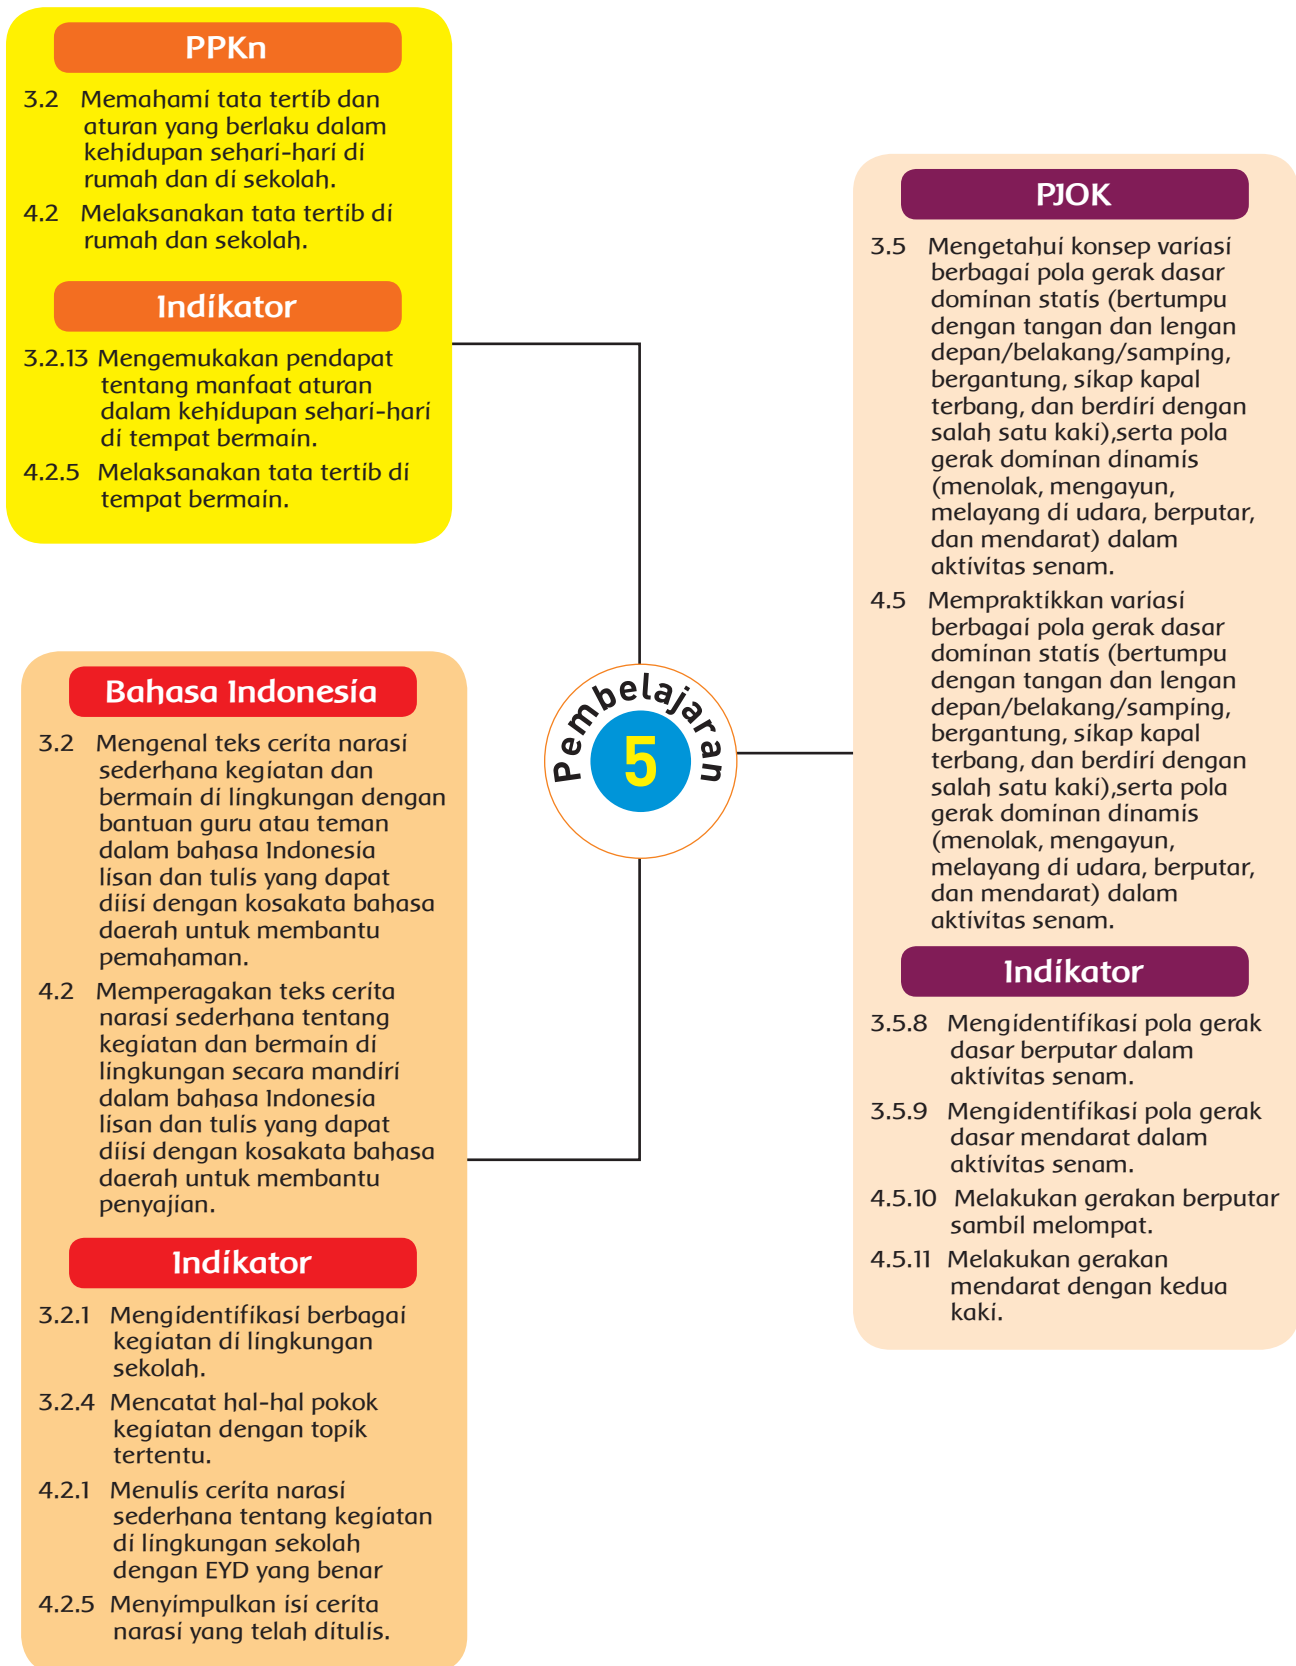 PPKn
3.2 Memahami tata tertib dan
aturan yang berlaku dalam
kehidupan sehari-hari di
rumah dan di sekolah.
4.2 Melaksanakan tata tertib di
rumah dan sekolah.
Indikator
3.2.13 Mengemukakan pendapat
tentang manfaat aturan
dalam kehidupan sehari-hari
di tempat bermain.
4.2.5 Melaksanakan tata tertib di
tempat bermain.
Bahasa Indonesia
3.2 Mengenal teks cerita narasi
sederhana kegiatan dan
bermain di lingkungan dengan
bantuan guru atau teman
dalam bahasa Indonesia
lisan dan tulis yang dapat
diisi dengan kosakata bahasa
daerah untuk membantu
pemahaman.
4.2 Memperagakan teks cerita
narasi sederhana tentang
kegiatan dan bermain di
lingkungan secara mandiri
dalam bahasa Indonesia
lisan dan tulis yang dapat
diisi dengan kosakata bahasa
daerah untuk membantu
penyajian.
Indikator
3.2.1 Mengidentifikasi berbagai
kegiatan di lingkungan
sekolah.
3.2.4 Mencatat hal-hal pokok
kegiatan dengan topik
tertentu.
4.2.1 Menulis cerita narasi
sederhana tentang kegiatan
di lingkungan sekolah
dengan EYD yang benar
4.2.5 Menyimpulkan isi cerita
narasi yang telah ditulis.
Pembelajaran
5
PJOK
3.5 Mengetahui konsep variasi
berbagai pola gerak dasar
dominan statis (bertumpu
dengan tangan dan lengan
depan/belakang/samping,
bergantung, sikap kapal
terbang, dan berdiri dengan
salah satu kaki),serta pola
gerak dominan dinamis
(menolak, mengayun,
melayang di udara, berputar,
dan mendarat) dalam
aktivitas senam.
4.5 Mempraktikkan variasi
berbagai pola gerak dasar
dominan statis (bertumpu
dengan tangan dan lengan
depan/belakang/samping,
bergantung, sikap kapal
terbang, dan berdiri dengan
salah satu kaki),serta pola
gerak dominan dinamis
(menolak, mengayun,
melayang di udara, berputar,
dan mendarat) dalam
aktivitas senam.
Indikator
3.5.8 Mengidentifikasi pola gerak
dasar berputar dalam
aktivitas senam.
3.5.9 Mengidentifikasi pola gerak
dasar mendarat dalam
aktivitas senam.
4.5.10 Melakukan gerakan berputar
sambil melompat.
4.5.11 Melakukan gerakan
mendarat dengan kedua
kaki.